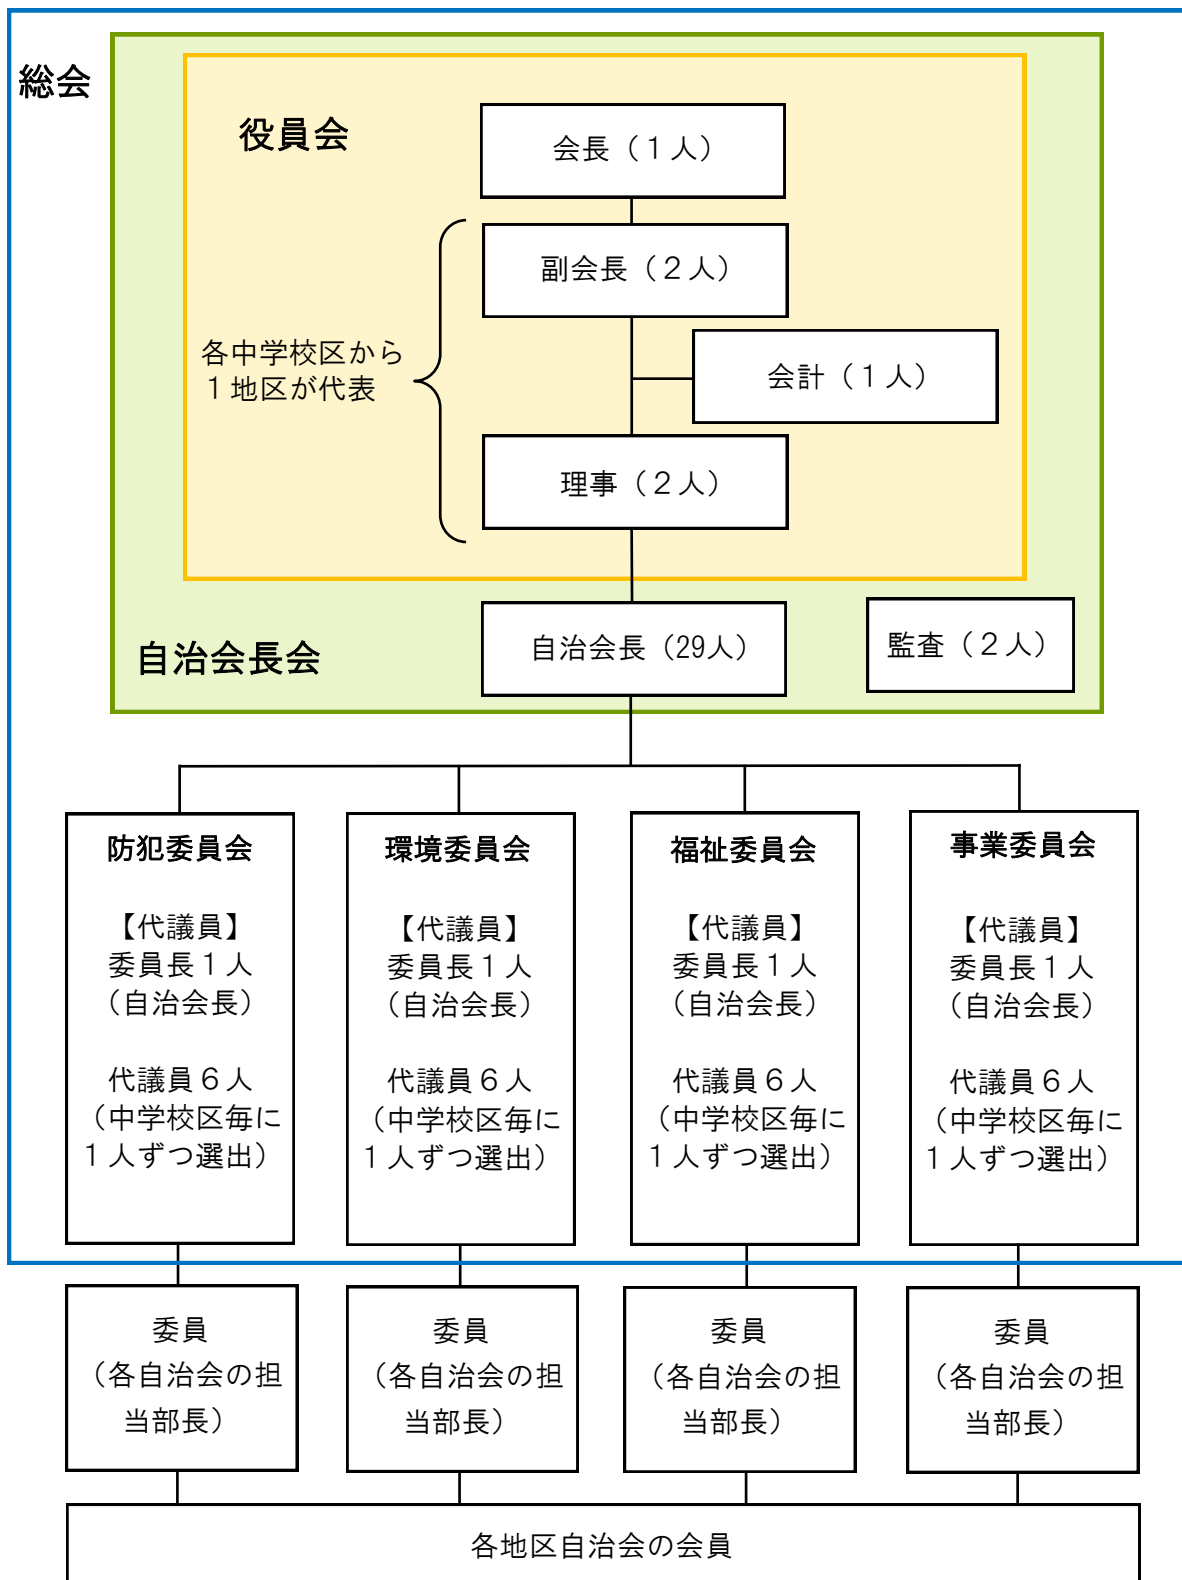 総会
役員会
会長（１人）
副会長（２人）
各中学校区から
１地区が代表
会計（１人）
理事（２人）
自治会長会
自治会長（29人）
監査（２人）
防犯委員会
【代議員】
委員長１人
（自治会長）
代議員６人
（中学校区毎に
１人ずつ選出）
環境委員会
【代議員】
委員長１人
（自治会長）
代議員６人
（中学校区毎に
１人ずつ選出）
福祉委員会
【代議員】
委員長１人
（自治会長）
代議員６人
（中学校区毎に
１人ずつ選出）
事業委員会
【代議員】
委員長１人
（自治会長）
代議員６人
（中学校区毎に
１人ずつ選出）
委員
（各自治会の担
当部長）
委員
（各自治会の担
当部長）
委員
（各自治会の担
当部長）
委員
（各自治会の担
当部長）
各地区自治会の会員